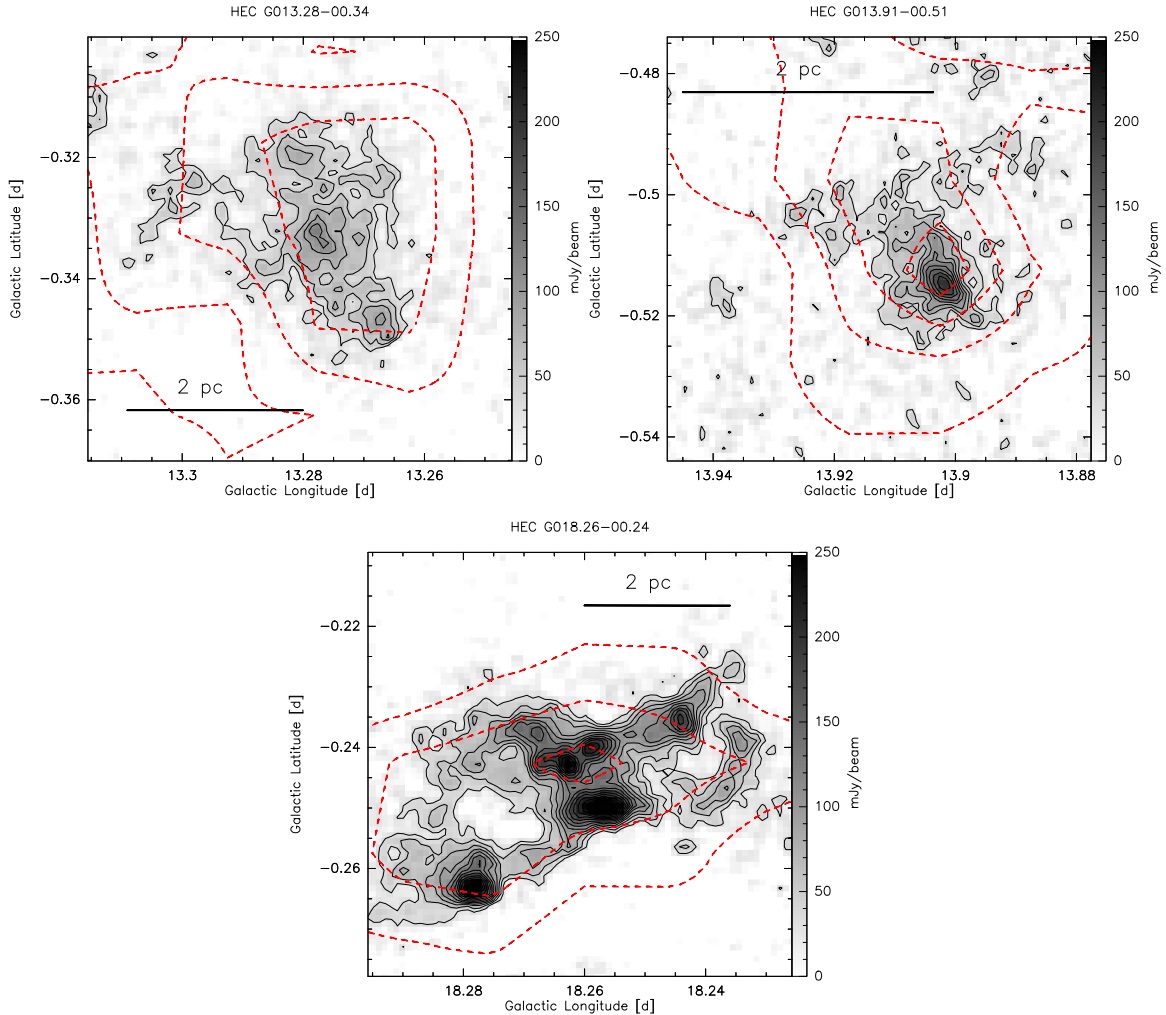 HEC G013.28−00.34
2 pc
−0.32
−0.34
−0.36
Galactic Latitude [d]
13.3
13.28
13.26
Galactic Longitude [d]
0
50
100
150
200
250
mJy/beam
HEC G013.91−00.51
2 pc
−0.48
−0.5
−0.52
−0.54
Galactic Latitude [d]
13.94
13.92
13.9
13.88
Galactic Longitude [d]
0
50
100
150
200
250
mJy/beam
HEC G018.26−00.24
2 pc
−0.22
−0.24
−0.26
Galactic Latitude [d]
18.28
18.26
18.24
Galactic Longitude [d]
0
50
100
150
200
250
mJy/beam